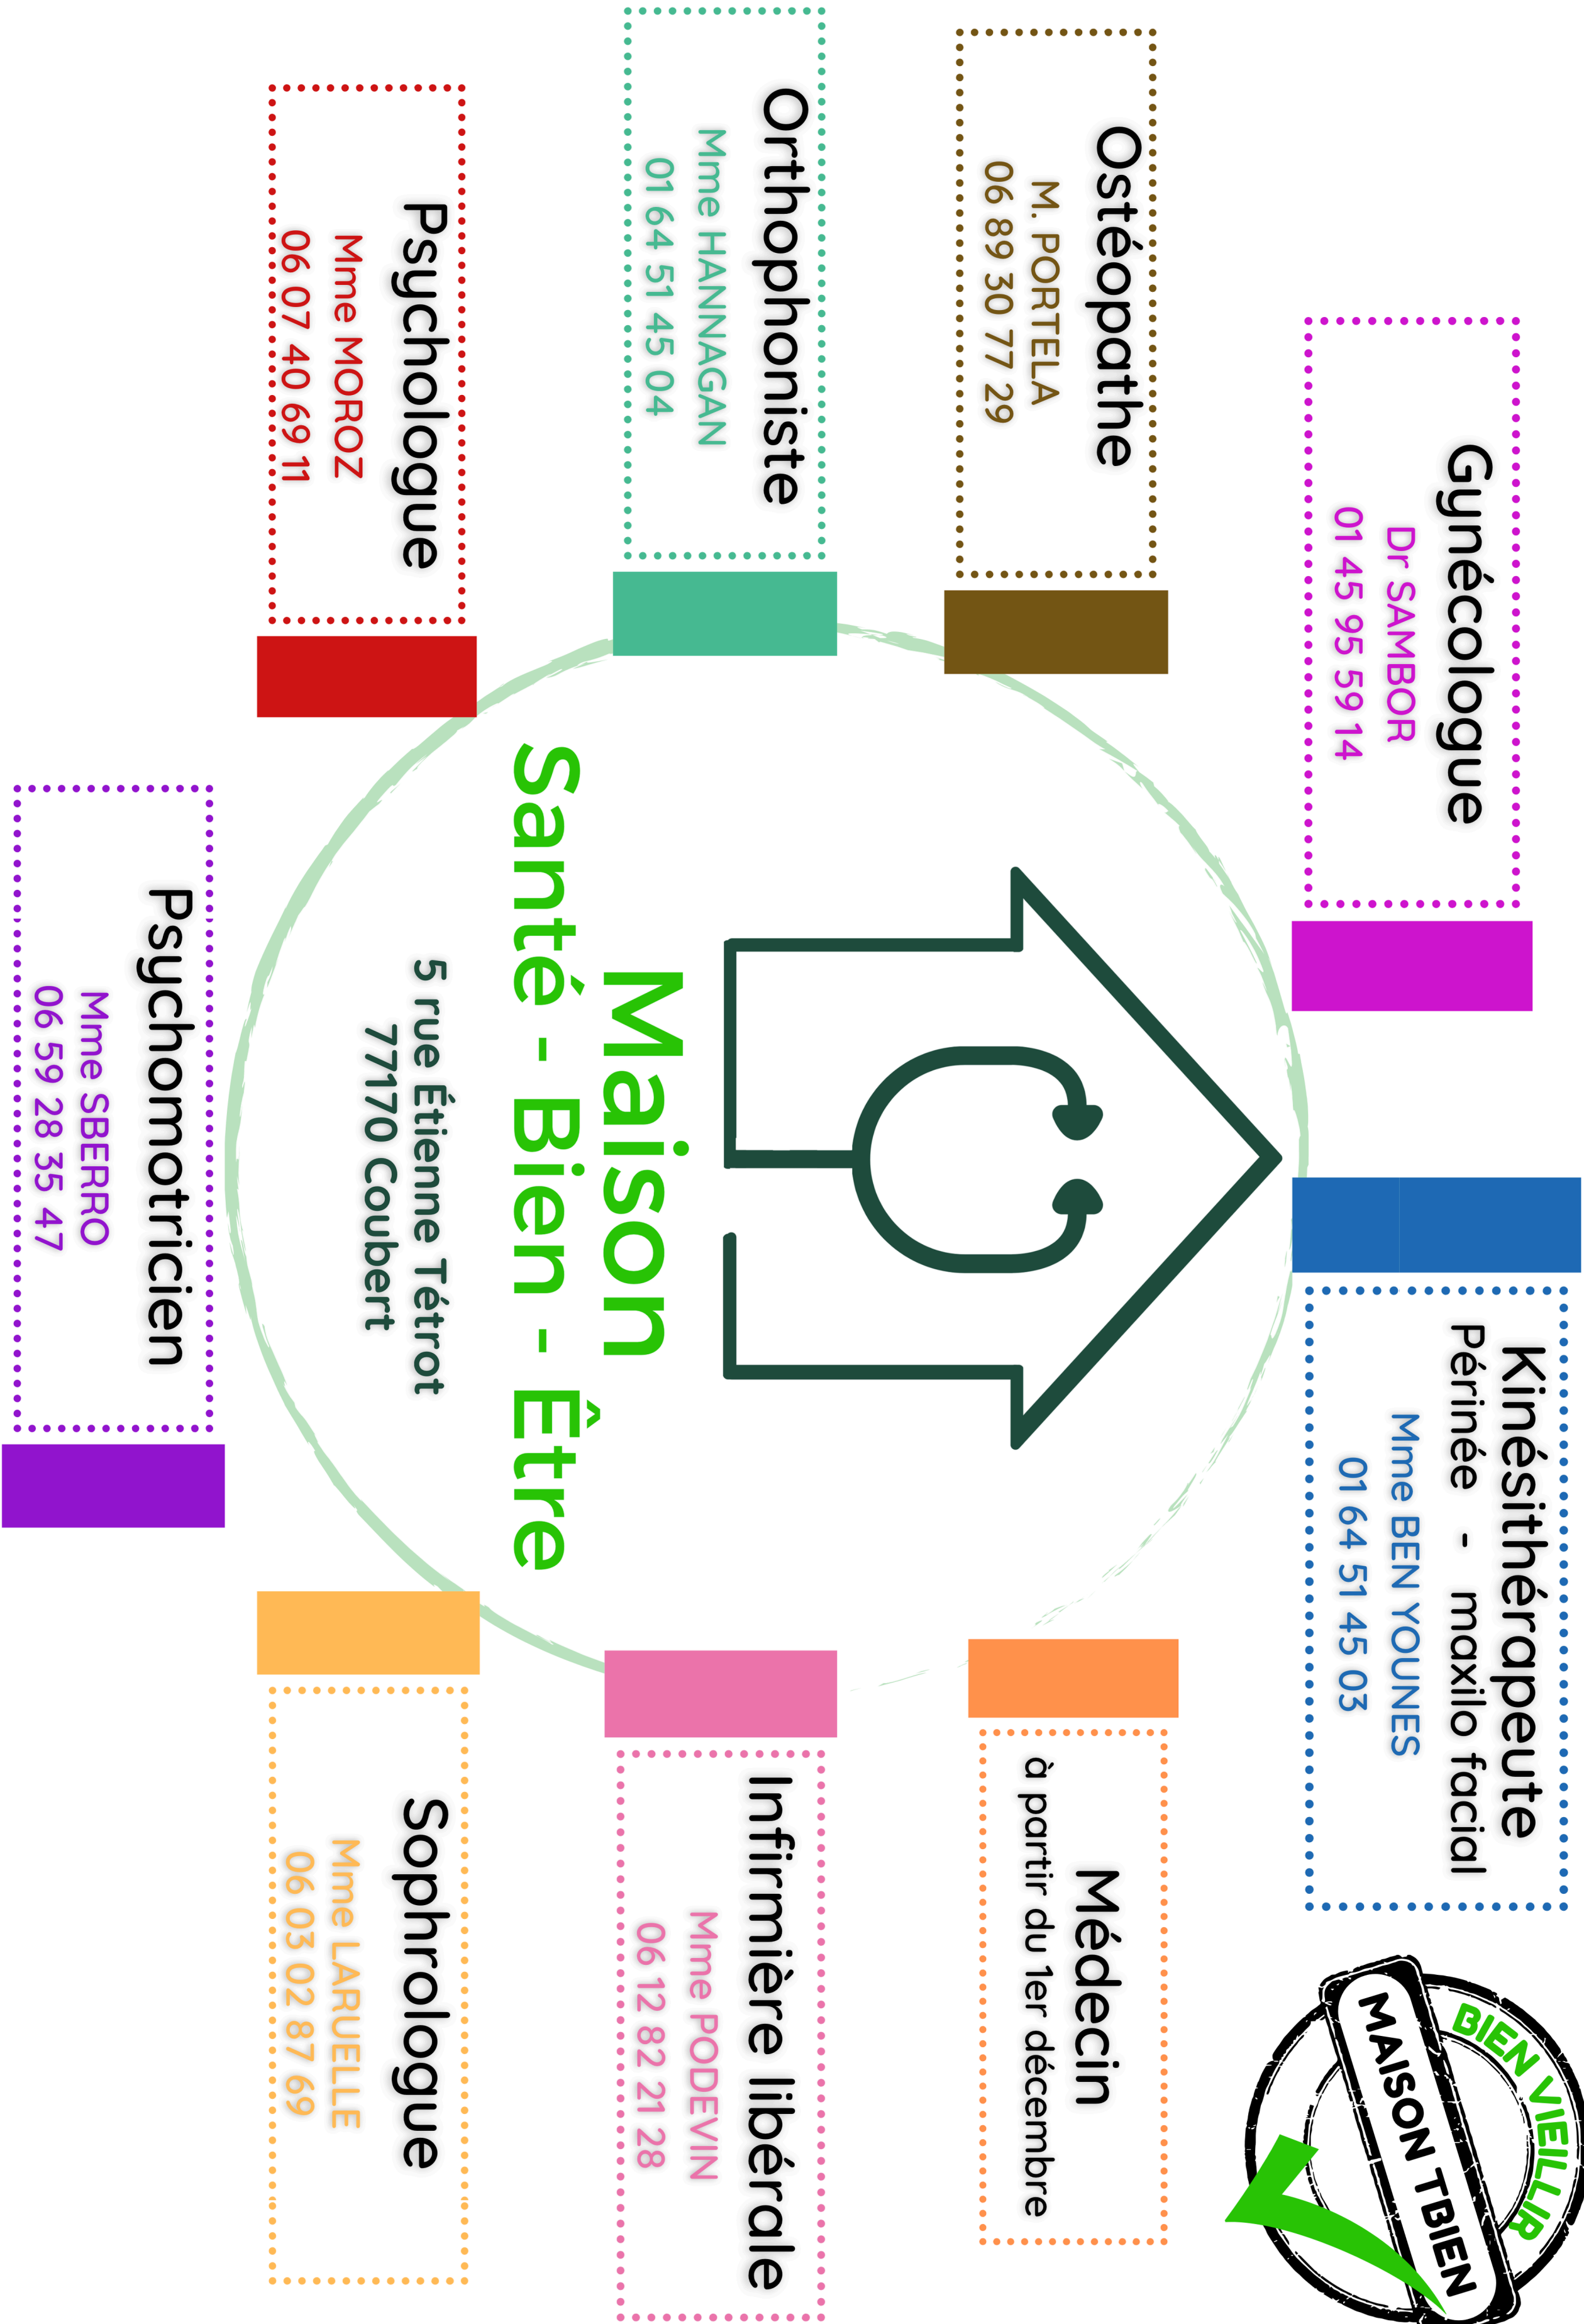 Gynécologue
Dr SAMBOR
01 45 95 59 14
Kinésithérapeute
Périnée - maxilo facial
Mme BEN YOUNES
01 64 51 45 03
BIEN VIEILLIR
MAISON TBIEN
Ostéopathe
M. PORTELA
06 89 30 77 29
Médecin
à partir du 1er décembre
Orthophoniste
Mme HANNAGAN
01 64 51 45 04
Infirmière libérale
Mme PODEVIN
06 12 82 21 28
Maison
Santé - Bien - Être
5 rue Étienne Tétrot
77170 Coubert
Psychologue
Mme MOROZ
06 07 40 69 11
Sophrologue
Mme LARUELLE
06 03 02 87 69
Psychomotricien
Mme SBERRO
06 59 28 35 47